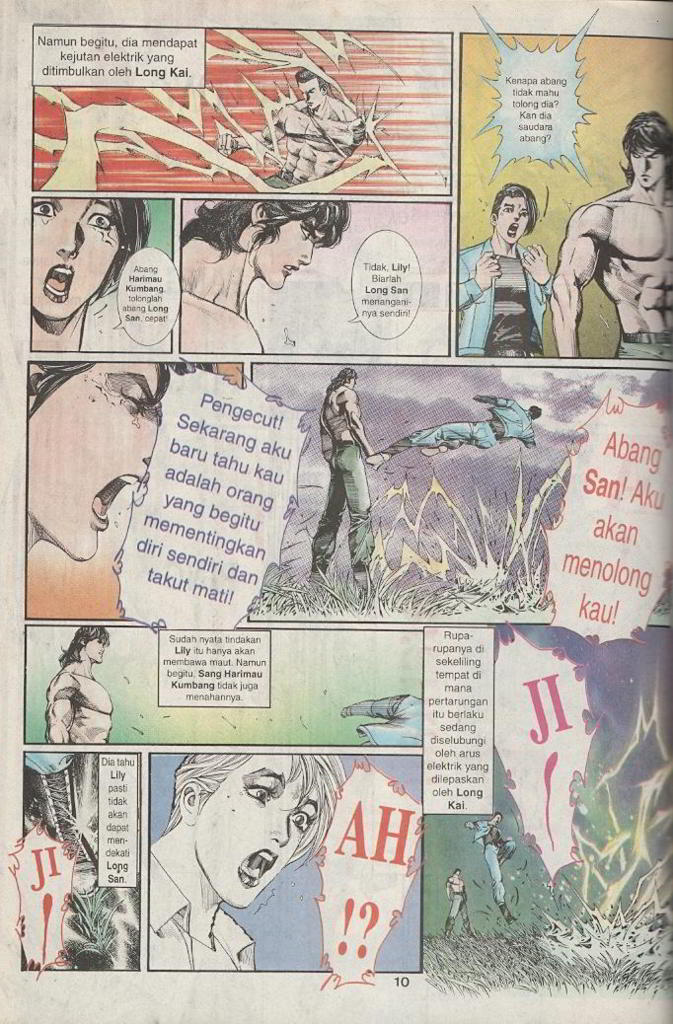 Namun begitu, dia mendapat
kejutan elektrik yang
ditimbulkan oleh Long Kai.
Kenapa abang
tidak mahu
tolong dia?
Kan dia
saudara
abang?
Abang
Harimau
Kumbang,
tolonglah
abang Long
San, cepat!
Tidak, Lily!
Biarlah
Long San
menangani-
nya sendiri!
Pengecut!
Sekarang aku
baru tahu kau
adalah orang
yang begitu
mementingkan
diri sendiri dan
takut mati!
Abang
San! Aku
akan
menolong
kau!
Sudah nyata tindakan
Lily itu hanya akan
membawa maut. Namun
begitu, Sang Harimau
Kumbang tidak juga
menahannya.
Rupa-
rupanya di
sekeliling
tempat di
mana
pertarungan
itu berlaku
sedang
diselubungi
oleh arus
elektrik yang
dilepaskan
oleh Long
Kai.
JI
!
Dia tahu
Lily
pasti
tidak
akan
dapat
men-
dekati
Long
San.
JI
!
AH
!?
10